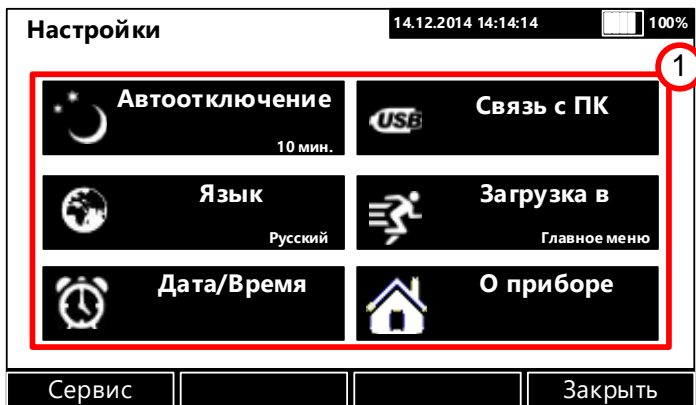 Настройки
14.12.2014 14:14:14
100%
1
Автоотключение
10 мин.
USB
Связь с ПК
Язык
Русский
Загрузка в
Главное меню
Дата/Время
О приборе
Сервис
Закрыть